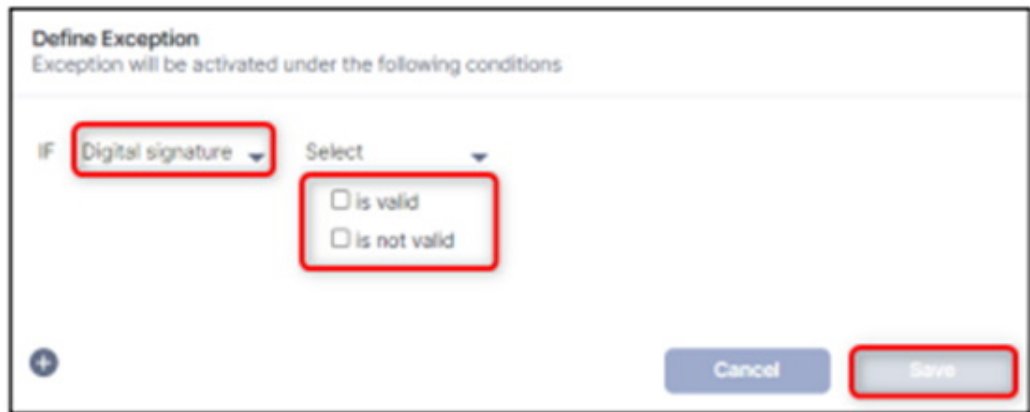 Define Exception
Exception will be activated under the following conditions
IF Digital signature Select
is valid
is not valid
Cancel Save